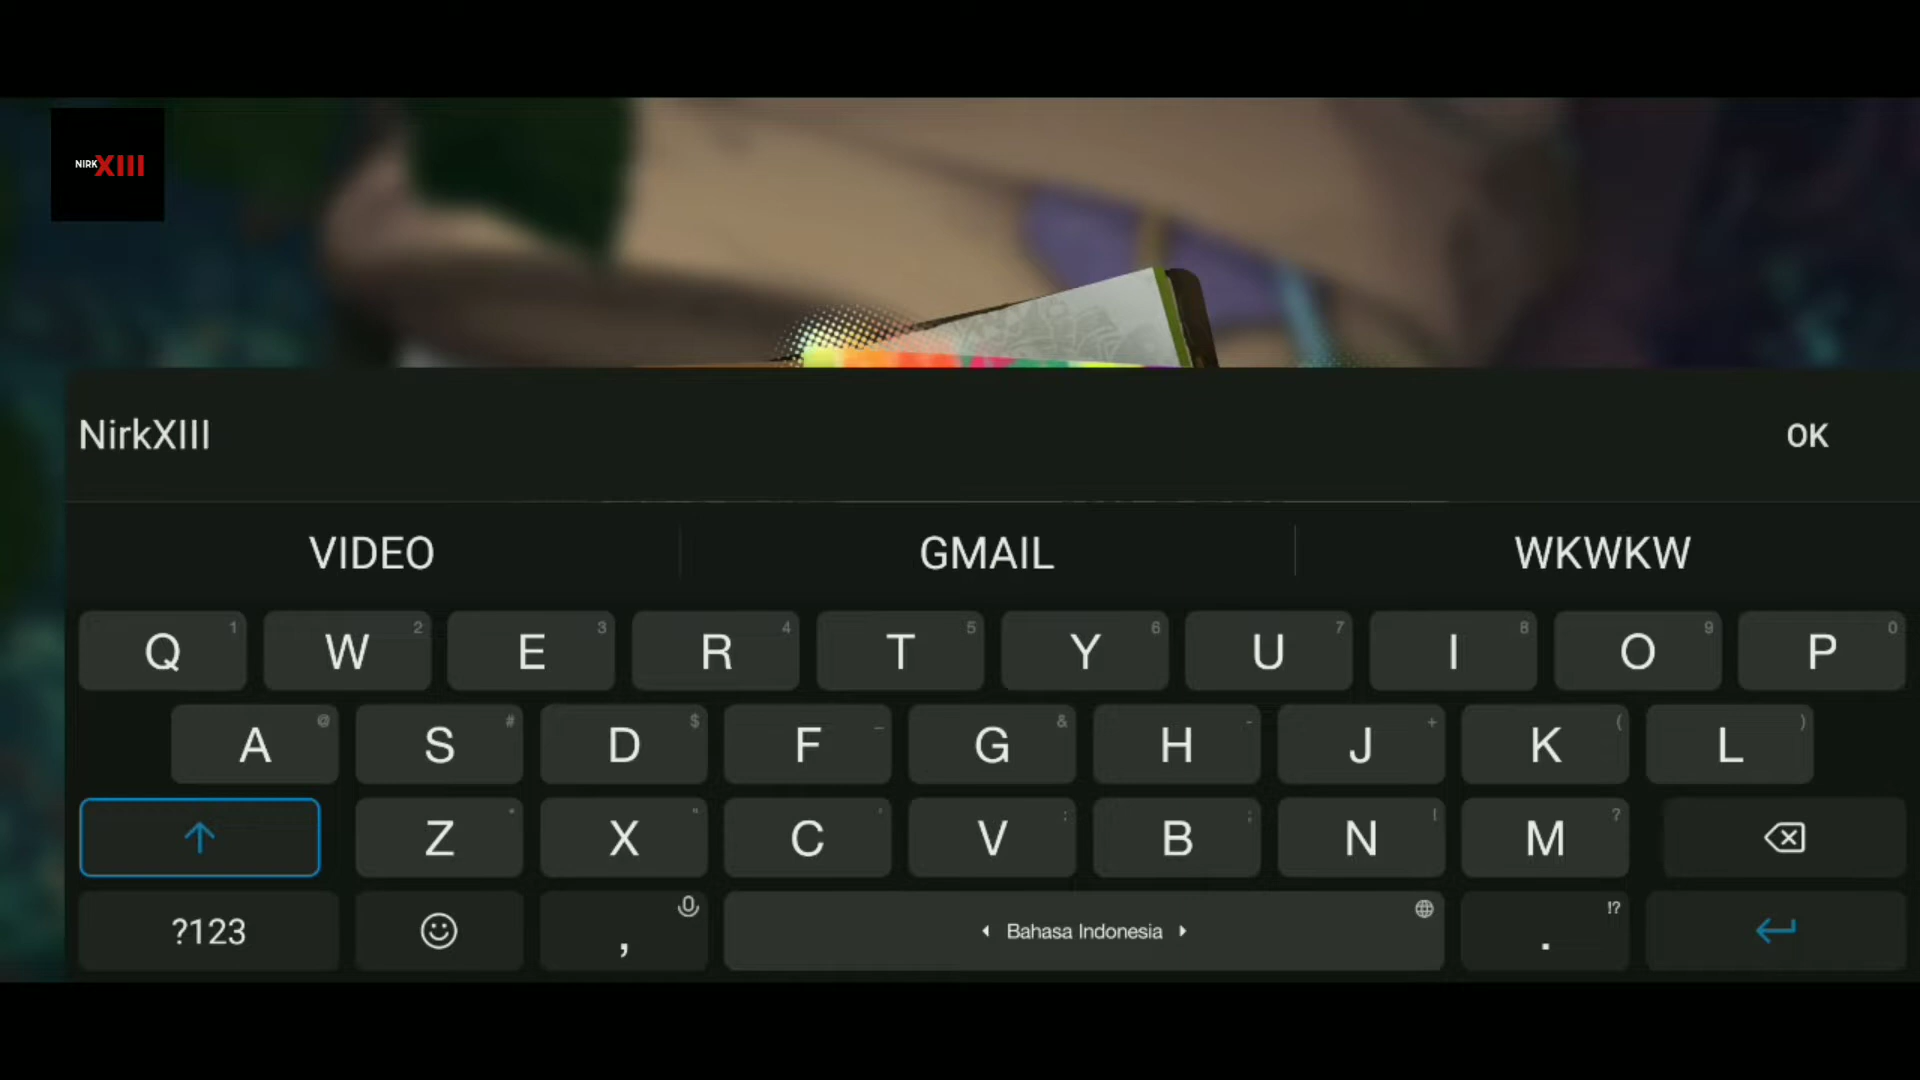 NIRKXIII
NirkXIII
OK
VIDEO GMAIL WKWKW
Q 1 W 2 E 3 R 4 T 5 Y 6 U 7 I 8 O 9 P 0
A @ S # D $ F _ G & H - J + K ( L )
Z * X " C ' V : B ; N ! M ?
?123 , Bahasa Indonesia . !?